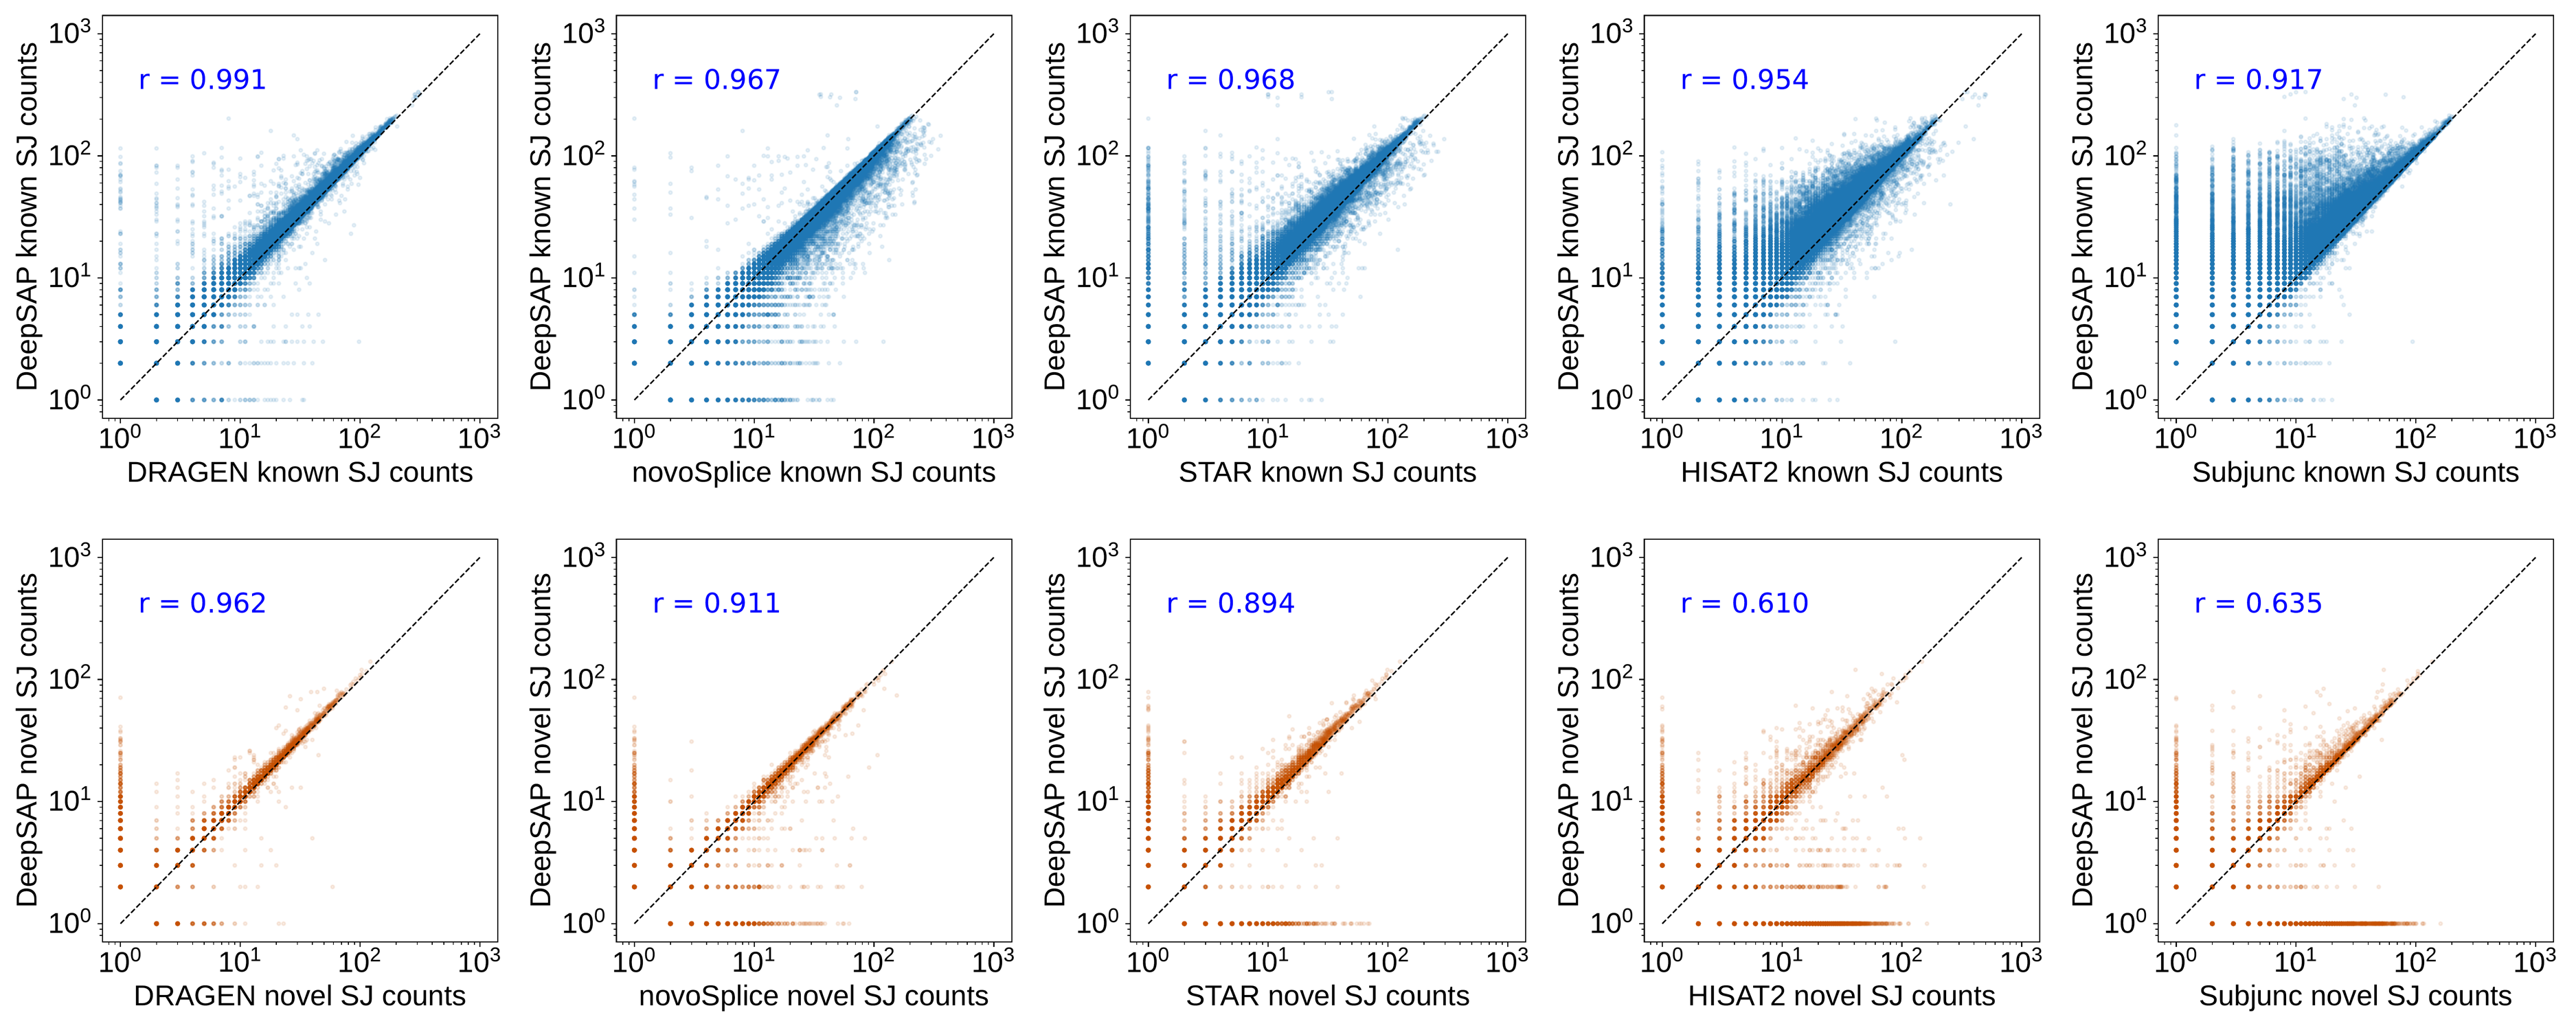 DeepSAP known SJ counts
10³
10²
10¹
10⁰
r = 0.991
10⁰ 10¹ 10² 10³
DRAGEN known SJ counts
DeepSAP known SJ counts
10³
10²
10¹
10⁰
r = 0.967
10⁰ 10¹ 10² 10³
novoSplice known SJ counts
DeepSAP known SJ counts
10³
10²
10¹
10⁰
r = 0.968
10⁰ 10¹ 10² 10³
STAR known SJ counts
DeepSAP known SJ counts
10³
10²
10¹
10⁰
r = 0.954
10⁰ 10¹ 10² 10³
HISAT2 known SJ counts
DeepSAP known SJ counts
10³
10²
10¹
10⁰
r = 0.917
10⁰ 10¹ 10² 10³
Subjunc known SJ counts
DeepSAP novel SJ counts
10³
10²
10¹
10⁰
r = 0.962
10⁰ 10¹ 10² 10³
DRAGEN novel SJ counts
DeepSAP novel SJ counts
10³
10²
10¹
10⁰
r = 0.911
10⁰ 10¹ 10² 10³
novoSplice novel SJ counts
DeepSAP novel SJ counts
10³
10²
10¹
10⁰
r = 0.894
10⁰ 10¹ 10² 10³
STAR novel SJ counts
DeepSAP novel SJ counts
10³
10²
10¹
10⁰
r = 0.610
10⁰ 10¹ 10² 10³
HISAT2 novel SJ counts
DeepSAP novel SJ counts
10³
10²
10¹
10⁰
r = 0.635
10⁰ 10¹ 10² 10³
Subjunc novel SJ counts